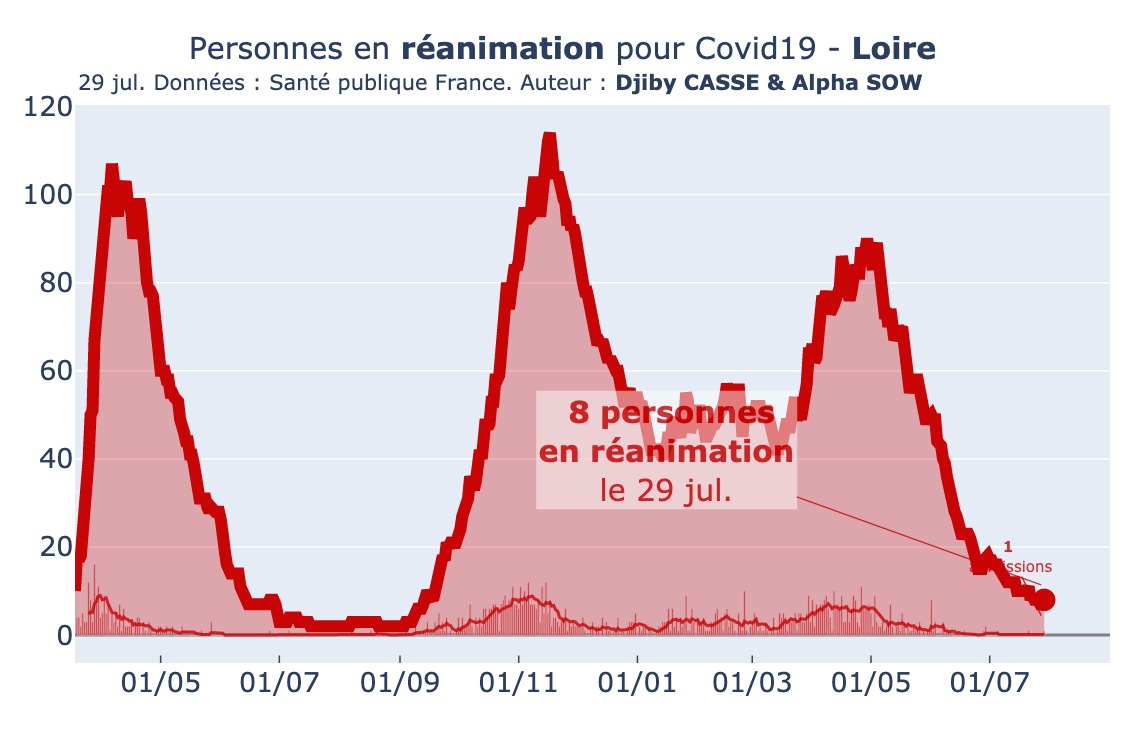 Personnes en réanimation pour Covid19 - Loire
29 jul. Données : Santé publique France. Auteur : Djiby CASSE & Alpha SOW
120
100
80
60
40
20
0
8 personnes
en réanimation
le 29 jul.
1
admissions
01/05
01/07
01/09
01/11
01/01
01/03
01/05
01/07